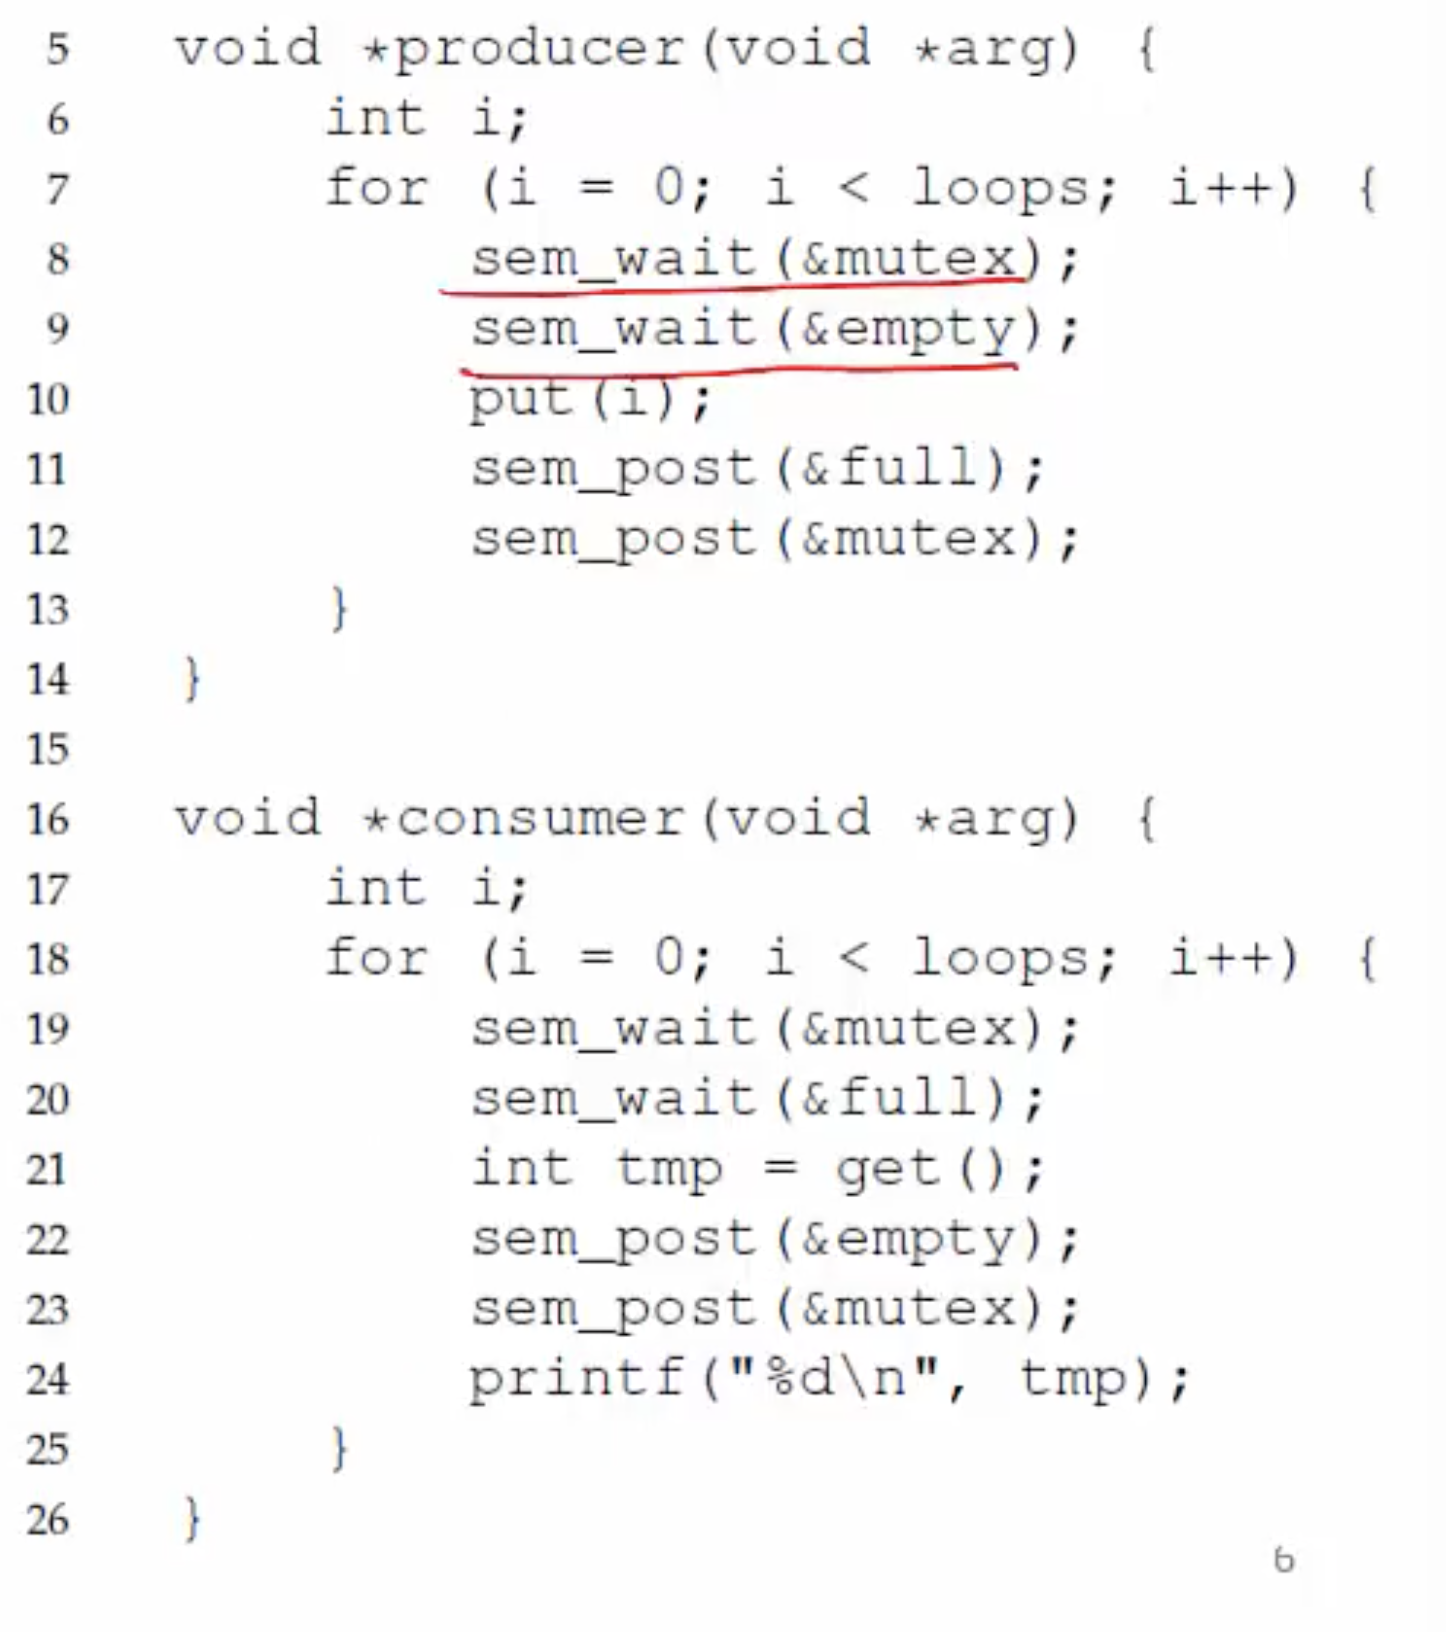 5 void *producer(void *arg) {
6 int i;
7 for (i = 0; i < loops; i++) {
8 sem_wait(&mutex);
9 sem_wait(&empty);
10 put(i);
11 sem_post(&full);
12 sem_post(&mutex);
13 }
14 }
15
16 void *consumer(void *arg) {
17 int i;
18 for (i = 0; i < loops; i++) {
19 sem_wait(&mutex);
20 sem_wait(&full);
21 int tmp = get();
22 sem_post(&empty);
23 sem_post(&mutex);
24 printf("%d\n", tmp);
25 }
26 }
6